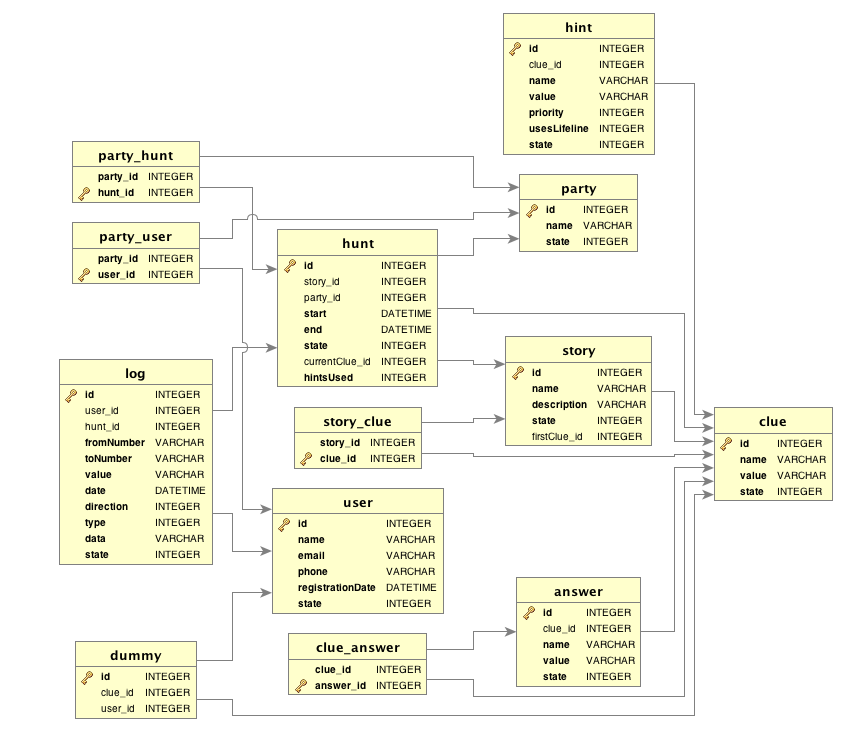 hint
id INTEGER
clue_id INTEGER
name VARCHAR
value VARCHAR
priority INTEGER
usesLifeline INTEGER
state INTEGER
party_hunt
party_id INTEGER
hunt_id INTEGER
party
id INTEGER
name VARCHAR
state INTEGER
party_user
party_id INTEGER
user_id INTEGER
hunt
id INTEGER
story_id INTEGER
party_id INTEGER
start DATETIME
end DATETIME
state INTEGER
currentClue_id INTEGER
hintsUsed INTEGER
story
id INTEGER
name VARCHAR
description VARCHAR
state INTEGER
firstClue_id INTEGER
log
id INTEGER
user_id INTEGER
hunt_id INTEGER
fromNumber VARCHAR
toNumber VARCHAR
value VARCHAR
date DATETIME
direction INTEGER
type INTEGER
data VARCHAR
state INTEGER
story_clue
story_id INTEGER
clue_id INTEGER
clue
id INTEGER
name VARCHAR
value VARCHAR
state INTEGER
user
id INTEGER
name VARCHAR
email VARCHAR
phone VARCHAR
registrationDate DATETIME
state INTEGER
answer
id INTEGER
clue_id INTEGER
name VARCHAR
value VARCHAR
state INTEGER
clue_answer
clue_id INTEGER
answer_id INTEGER
dummy
id INTEGER
clue_id INTEGER
user_id INTEGER